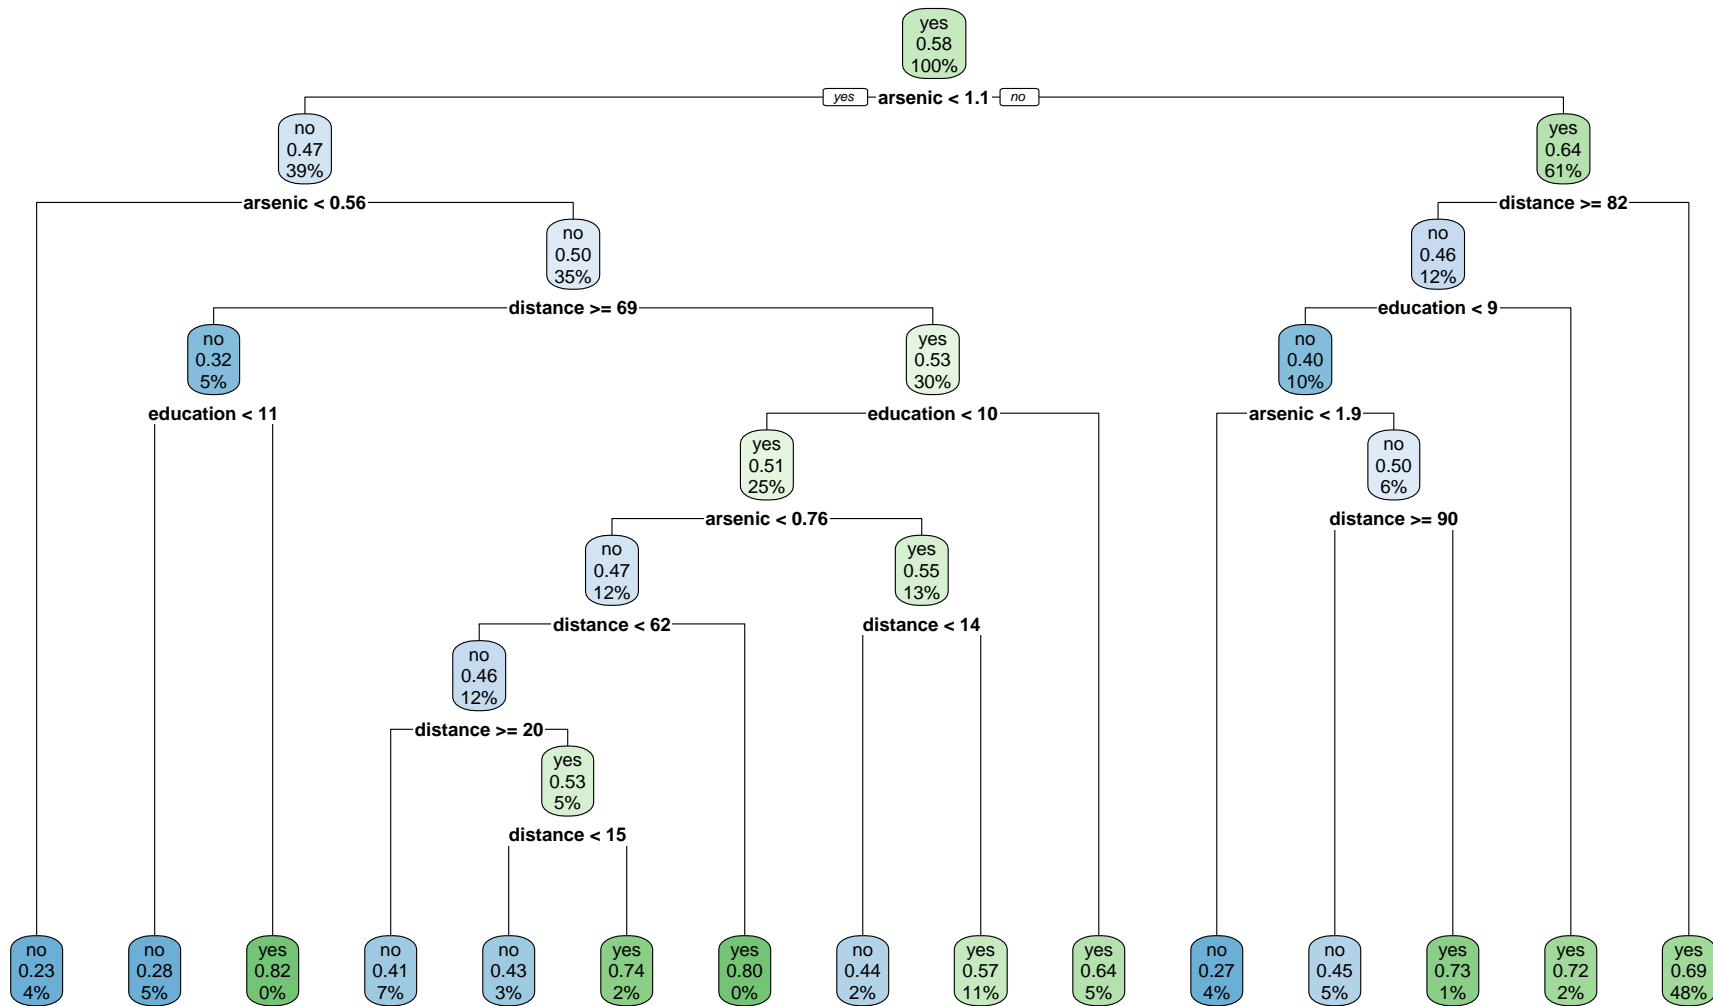 yes
0.58
100%
yes arsenic < 1.1 no
no
0.47
39%
yes
0.64
61%
arsenic < 0.56
distance >= 82
no
0.50
35%
no
0.46
12%
distance >= 69
education < 9
no
0.32
5%
yes
0.53
30%
no
0.40
10%
education < 11
education < 10
arsenic < 1.9
yes
0.51
25%
no
0.50
6%
arsenic < 0.76
distance >= 90
no
0.47
12%
yes
0.55
13%
distance < 62
distance < 14
no
0.46
12%
distance >= 20
yes
0.53
5%
distance < 15
no
0.23
4%
no
0.28
5%
yes
0.82
0%
no
0.41
7%
no
0.43
3%
yes
0.74
2%
yes
0.80
0%
no
0.44
2%
yes
0.57
11%
yes
0.64
5%
no
0.27
4%
no
0.45
5%
yes
0.73
1%
yes
0.72
2%
yes
0.69
48%